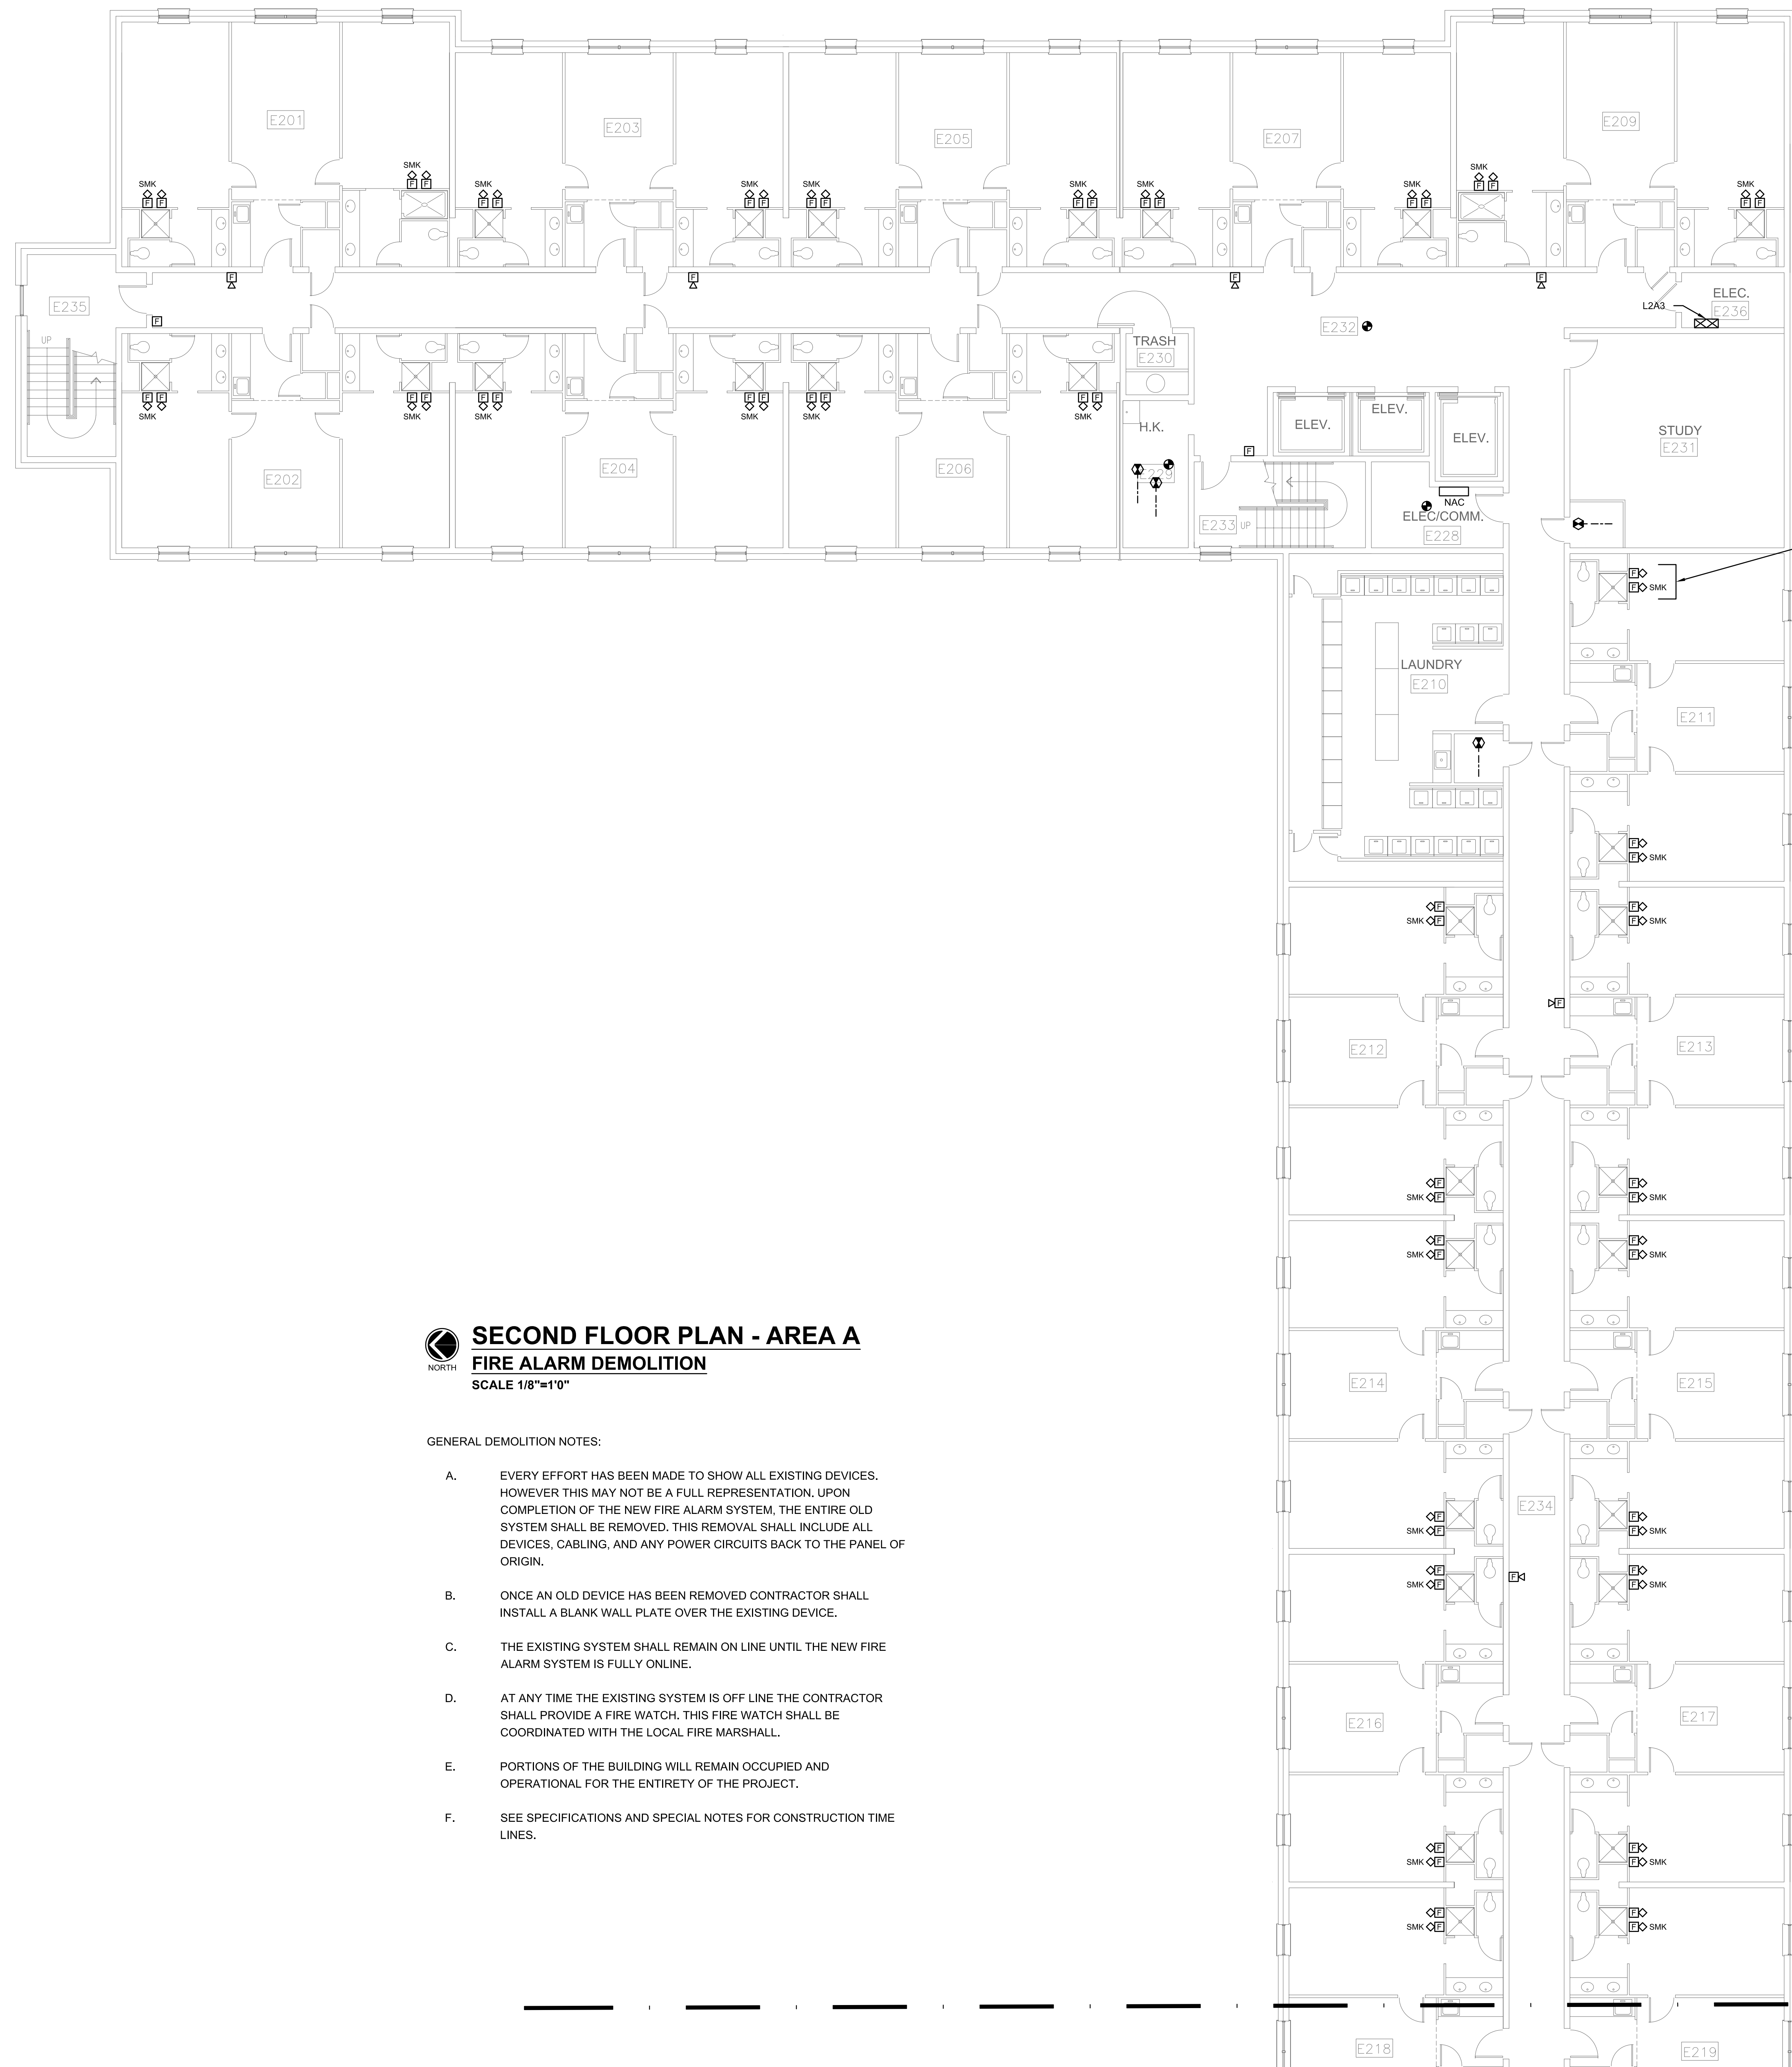 E201
E203
E205
E207
E209
SMK
SMK
SMK
SMK
SMK
SMK
SMK
SMK
SMK
SMK
F F
F F
F F
F F
F F
F F
F F
F F
F F
F F
F
F
F
F
F
E235
UP
L2A3
ELEC.
E236
E232
TRASH
E230
F F
F F
F F
F F
F F
F F
SMK
SMK
SMK
SMK
SMK
SMK
E202
E204
E206
H.K.
E229
F
ELEV.
ELEV.
ELEV.
STUDY
E231
NAC
ELEC/COMM.
E228
E233 UP
F
F SMK
LAUNDRY
E210
E211
F
F SMK
F
SMK F
F
F SMK
F
E212
E213
F
SMK F
F
F SMK
F
SMK F
F
F SMK
E214
E215
E234
F
SMK F
F
F SMK
F
SMK F
F
F SMK
F
E216
E217
F
SMK F
F
F SMK
F
SMK F
F
F SMK
E218
E219
NORTH
SECOND FLOOR PLAN - AREA A
FIRE ALARM DEMOLITION
SCALE 1/8"=1'0"
GENERAL DEMOLITION NOTES:
A. EVERY EFFORT HAS BEEN MADE TO SHOW ALL EXISTING DEVICES.
HOWEVER THIS MAY NOT BE A FULL REPRESENTATION. UPON
COMPLETION OF THE NEW FIRE ALARM SYSTEM, THE ENTIRE OLD
SYSTEM SHALL BE REMOVED. THIS REMOVAL SHALL INCLUDE ALL
DEVICES, CABLING, AND ANY POWER CIRCUITS BACK TO THE PANEL OF
ORIGIN.
B. ONCE AN OLD DEVICE HAS BEEN REMOVED CONTRACTOR SHALL
INSTALL A BLANK WALL PLATE OVER THE EXISTING DEVICE.
C. THE EXISTING SYSTEM SHALL REMAIN ON LINE UNTIL THE NEW FIRE
ALARM SYSTEM IS FULLY ONLINE.
D. AT ANY TIME THE EXISTING SYSTEM IS OFF LINE THE CONTRACTOR
SHALL PROVIDE A FIRE WATCH. THIS FIRE WATCH SHALL BE
COORDINATED WITH THE LOCAL FIRE MARSHALL.
E. PORTIONS OF THE BUILDING WILL REMAIN OCCUPIED AND
OPERATIONAL FOR THE ENTIRETY OF THE PROJECT.
F. SEE SPECIFICATIONS AND SPECIAL NOTES FOR CONSTRUCTION TIME
LINES.